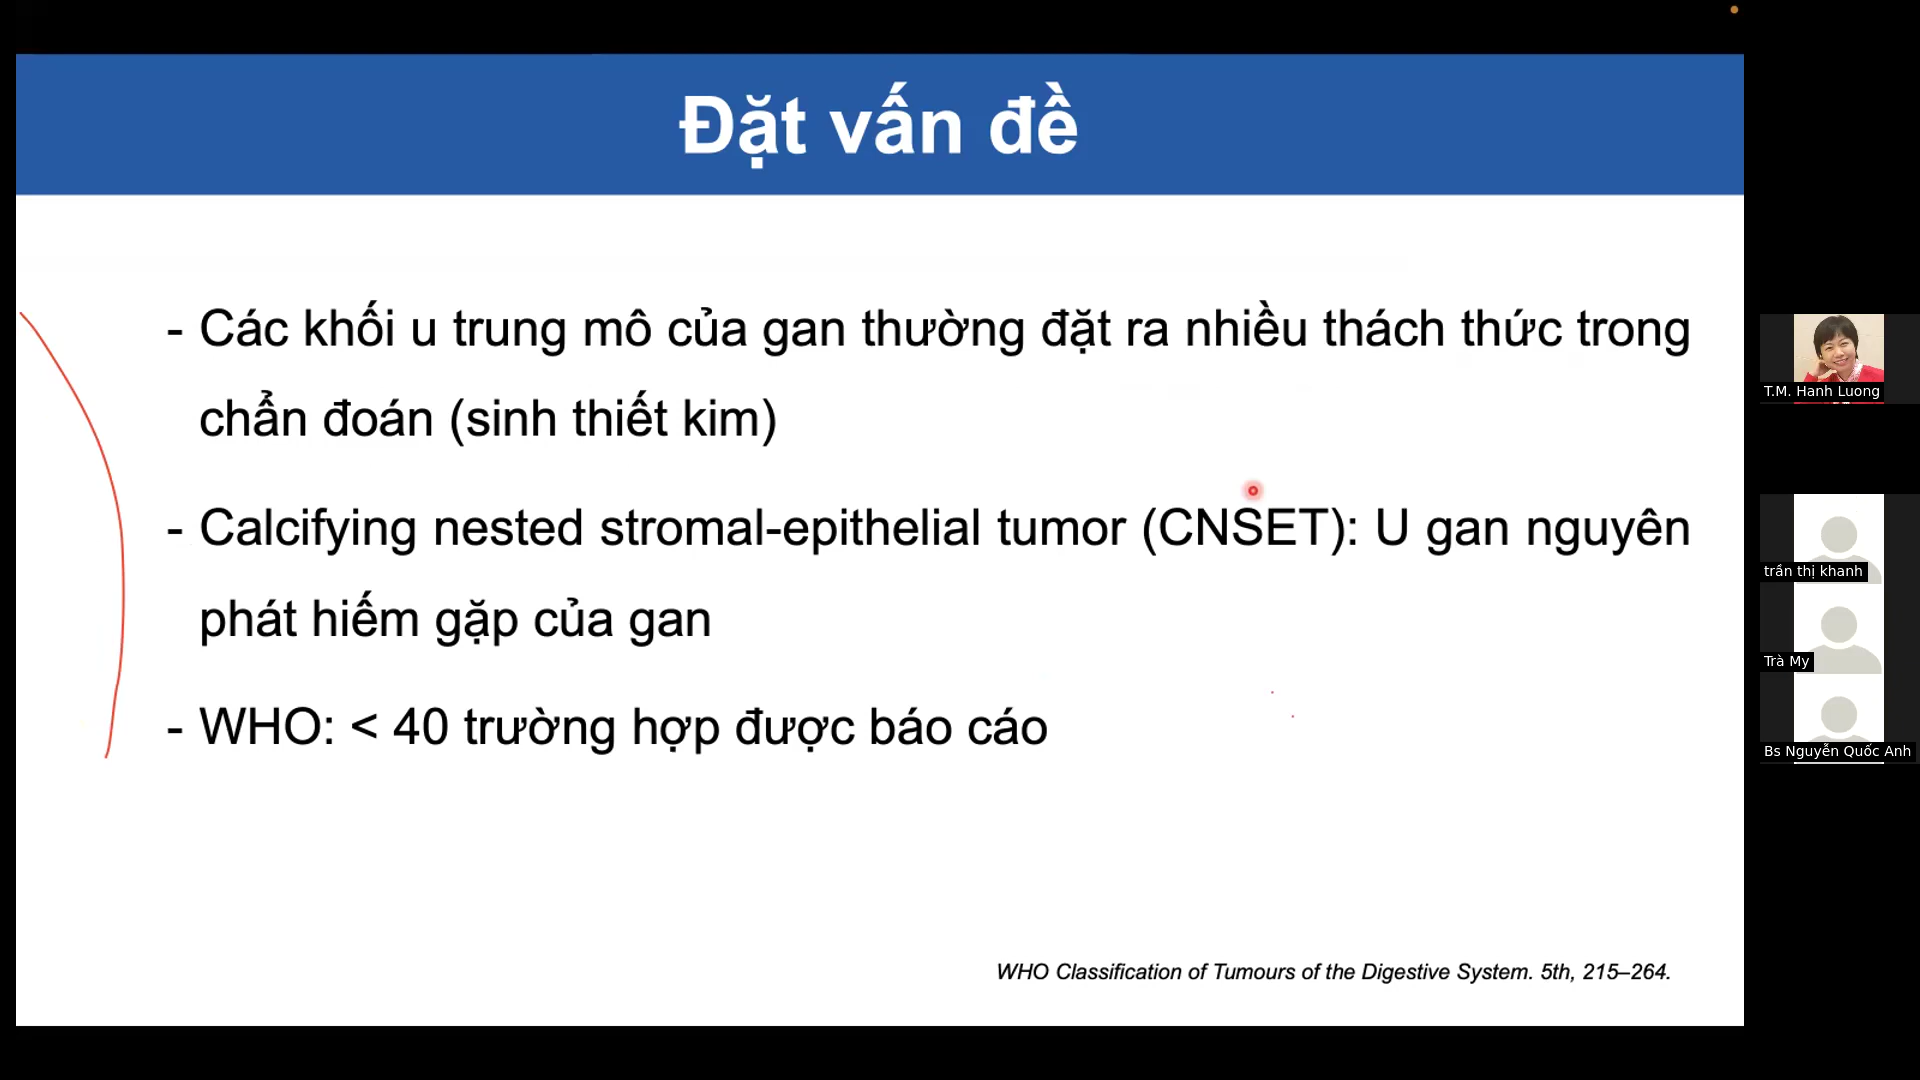 Đặt vấn đề
- Các khối u trung mô của gan thường đặt ra nhiều thách thức trong
chẩn đoán (sinh thiết kim)
- Calcifying nested stromal-epithelial tumor (CNSET): U gan nguyên
phát hiếm gặp của gan
- WHO: < 40 trường hợp được báo cáo
WHO Classification of Tumours of the Digestive System. 5th, 215–264.
T.M. Hanh Luong
trần thị khanh
Trà My
Bs Nguyễn Quốc Anh